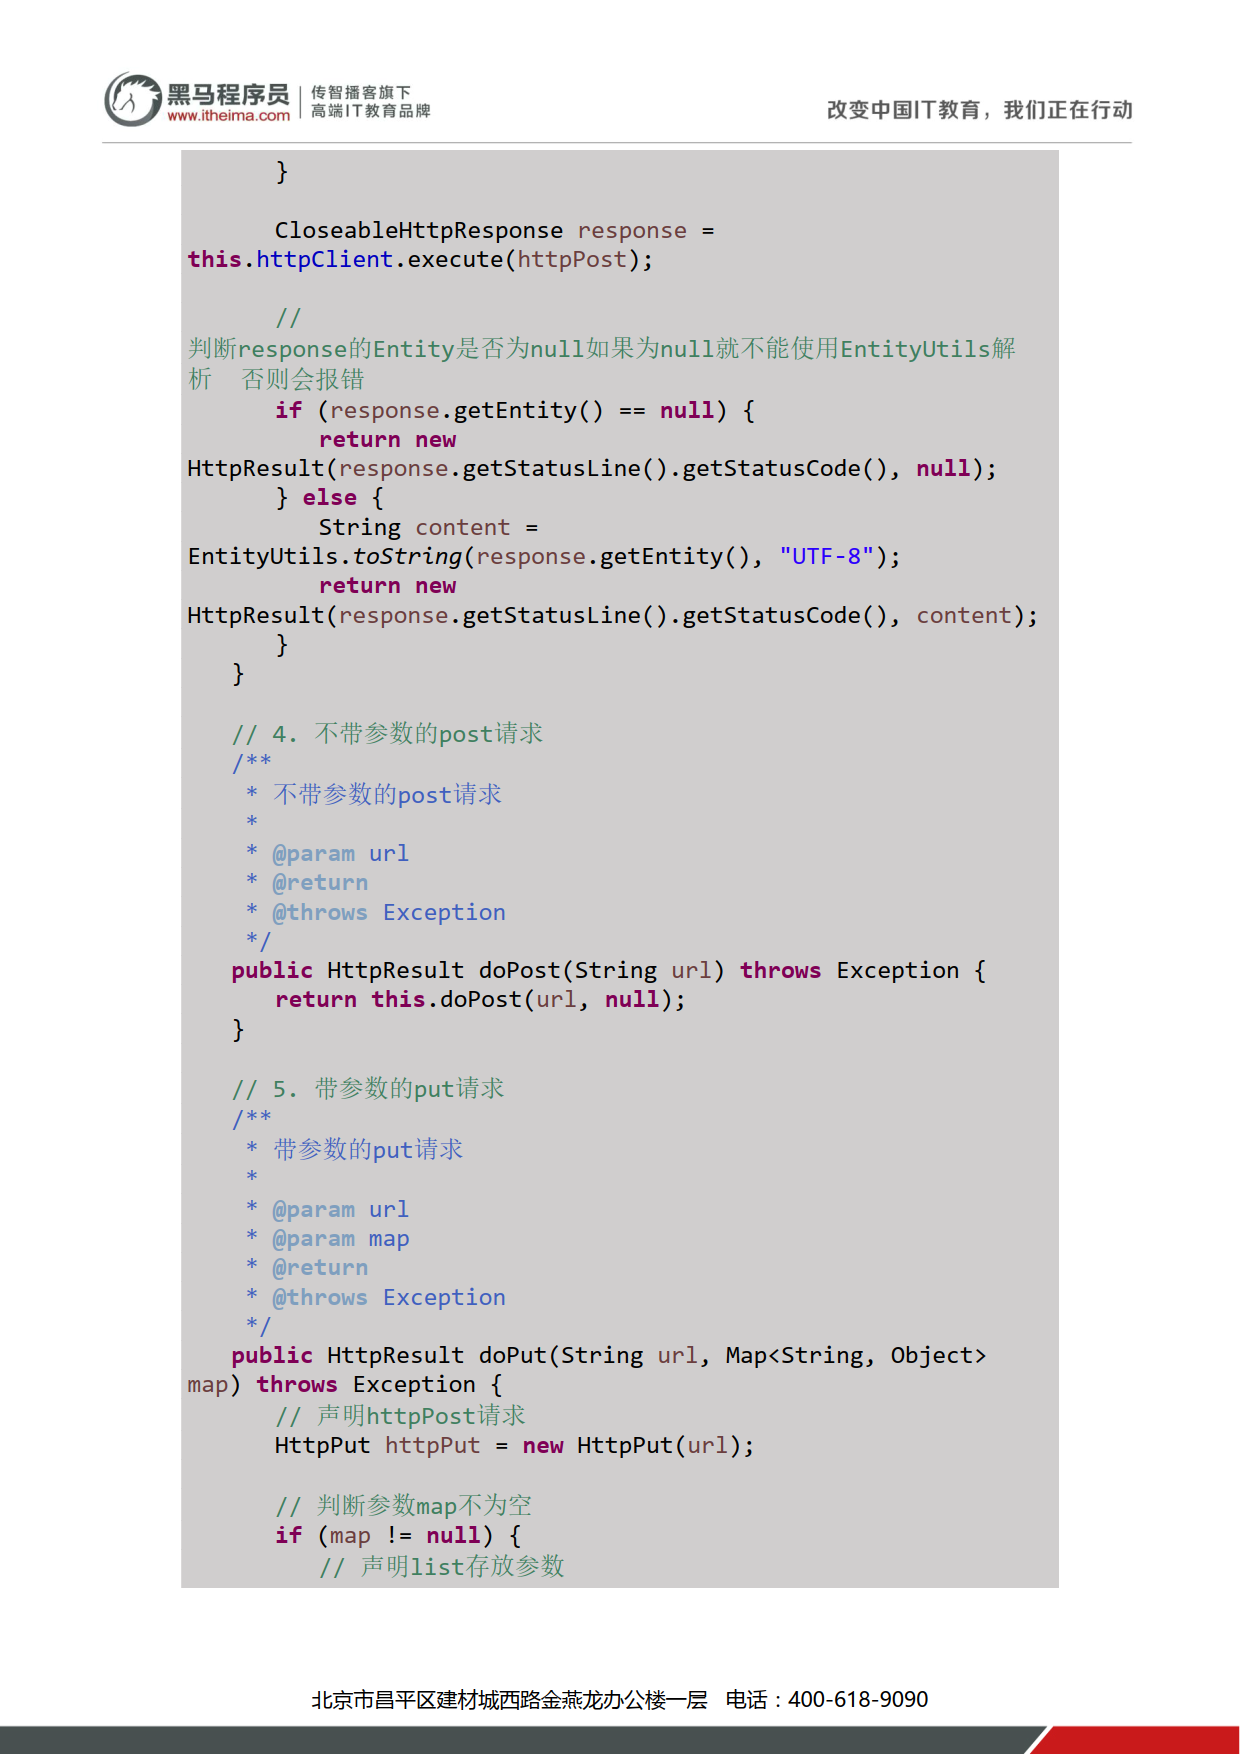 黑马程序员
www.itheima.com
传智播客旗下
高端IT教育品牌
改变中国IT教育，我们正在行动
}
CloseableHttpResponse response =
this.httpClient.execute(httpPost);
//
判断response的Entity是否为null如果为null就不能使用EntityUtils解
析  否则会报错
if (response.getEntity() == null) {
return new
HttpResult(response.getStatusLine().getStatusCode(), null);
} else {
String content =
EntityUtils.toString(response.getEntity(), "UTF-8");
return new
HttpResult(response.getStatusLine().getStatusCode(), content);
}
}
// 4. 不带参数的post请求
/**
* 不带参数的post请求
*
* @param url
* @return
* @throws Exception
*/
public HttpResult doPost(String url) throws Exception {
return this.doPost(url, null);
}
// 5. 带参数的put请求
/**
* 带参数的put请求
*
* @param url
* @param map
* @return
* @throws Exception
*/
public HttpResult doPut(String url, Map<String, Object>
map) throws Exception {
// 声明httpPost请求
HttpPut httpPut = new HttpPut(url);
// 判断参数map不为空
if (map != null) {
// 声明list存放参数
北京市昌平区建材城西路金燕龙办公楼一层  电话：400-618-9090